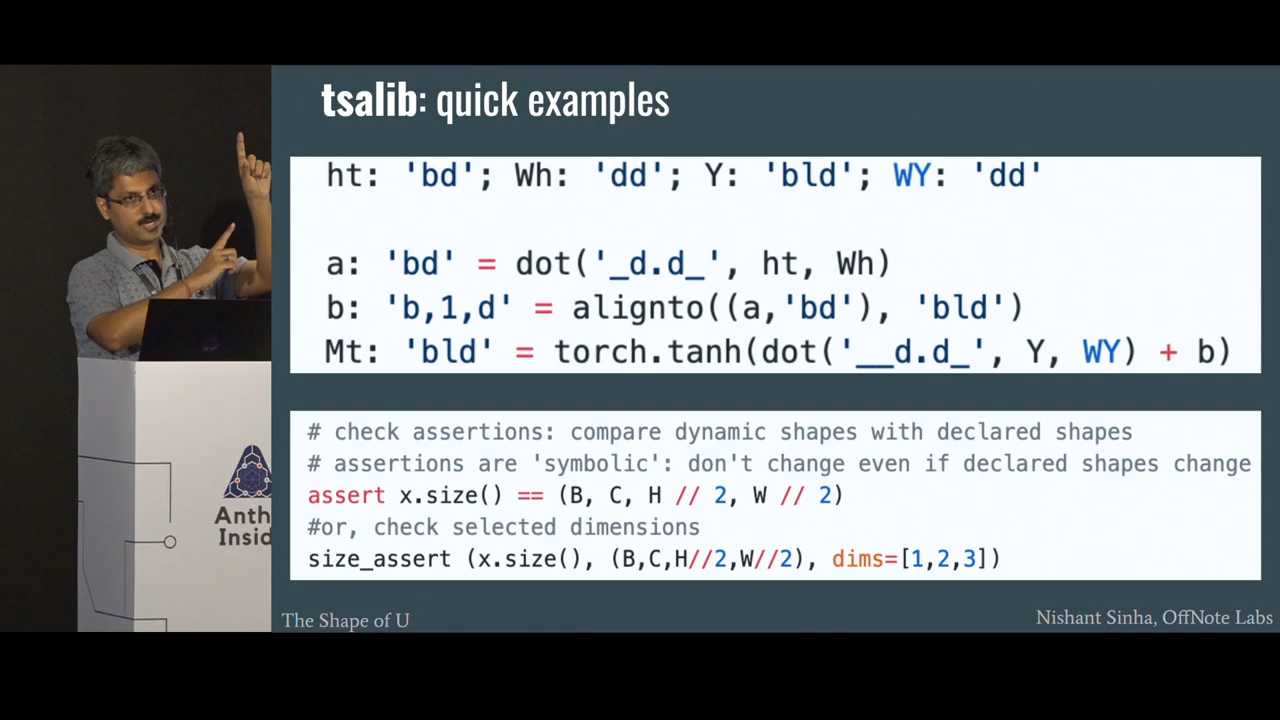 tsalib: quick examples
ht: 'bd'; Wh: 'dd'; Y: 'bld'; WY: 'dd'
a: 'bd' = dot('_d.d_', ht, Wh)
b: 'b,1,d' = alignto((a,'bd'), 'bld')
Mt: 'bld' = torch.tanh(dot('__d.d_', Y, WY) + b)
# check assertions: compare dynamic shapes with declared shapes
# assertions are 'symbolic': don't change even if declared shapes change
assert x.size() == (B, C, H // 2, W // 2)
#or, check selected dimensions
size_assert (x.size(), (B,C,H//2,W//2), dims=[1,2,3])
Anth
Insid
The Shape of U
Nishant Sinha, OffNote Labs